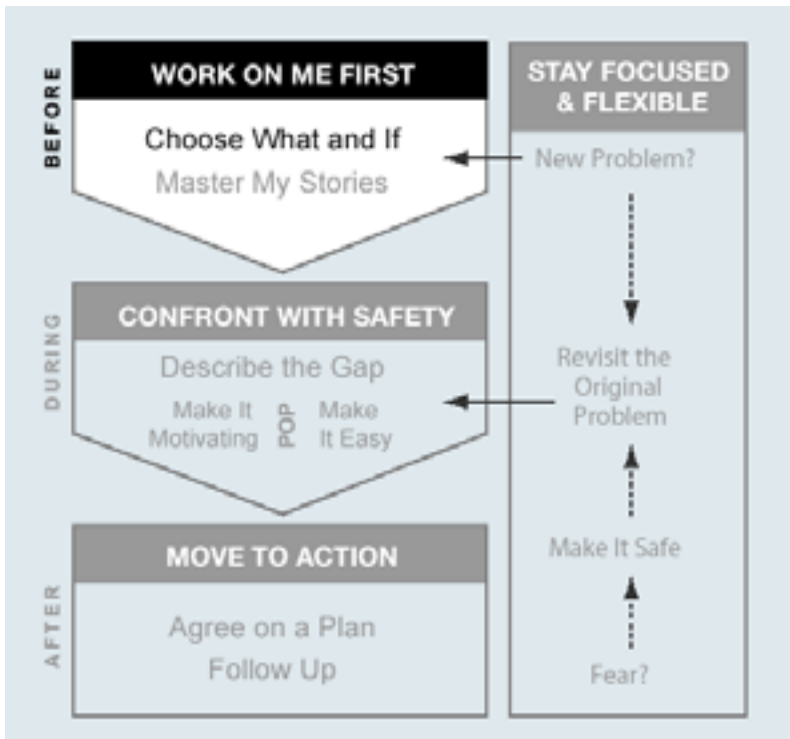 BEFORE
WORK ON ME FIRST
Choose What and If
Master My Stories
DURING
CONFRONT WITH SAFETY
Describe the Gap
Make It
Motivating
POP
Make
It Easy
AFTER
MOVE TO ACTION
Agree on a Plan
Follow Up
STAY FOCUSED
& FLEXIBLE
New Problem?
Revisit the
Original
Problem
Make It Safe
Fear?